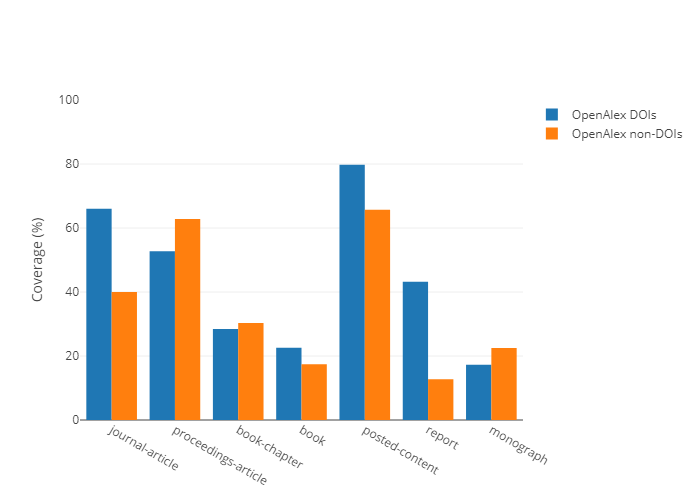 100
80
60
40
20
0
Coverage (%)
journal-article
proceedings-article
book-chapter
book
posted-content
report
monograph
OpenAlex DOIs
OpenAlex non-DOIs